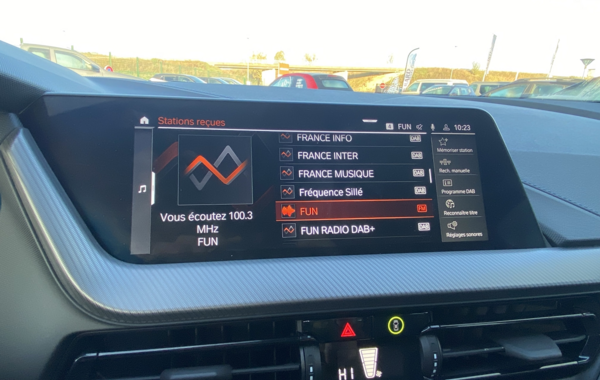 Stations reçues
FUN
10:23
FRANCE INFO DAB
FRANCE INTER DAB
FRANCE MUSIQUE DAB
Fréquence Sillé DAB
FUN FM
FUN RADIO DAB+ DAB
Vous écoutez 100.3
MHz
FUN
Mémoriser station
Rech. manuelle
Programme DAB
Reconnaître titre
Réglages sonores
HI